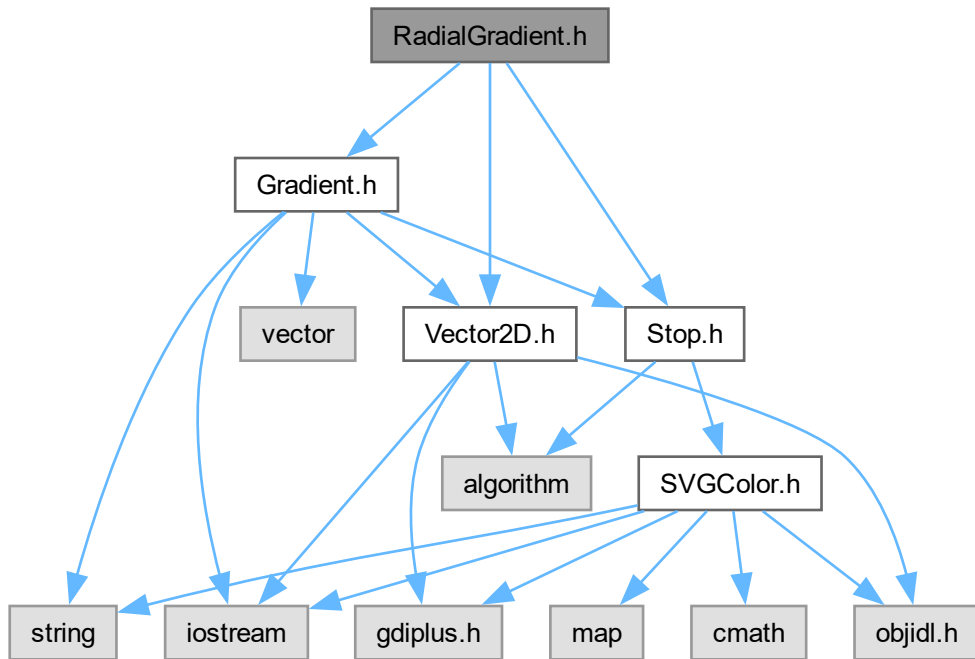 RadialGradient.h
Gradient.h
vector
Vector2D.h
Stop.h
algorithm
SVGColor.h
string
iostream
gdiplus.h
map
cmath
objidl.h